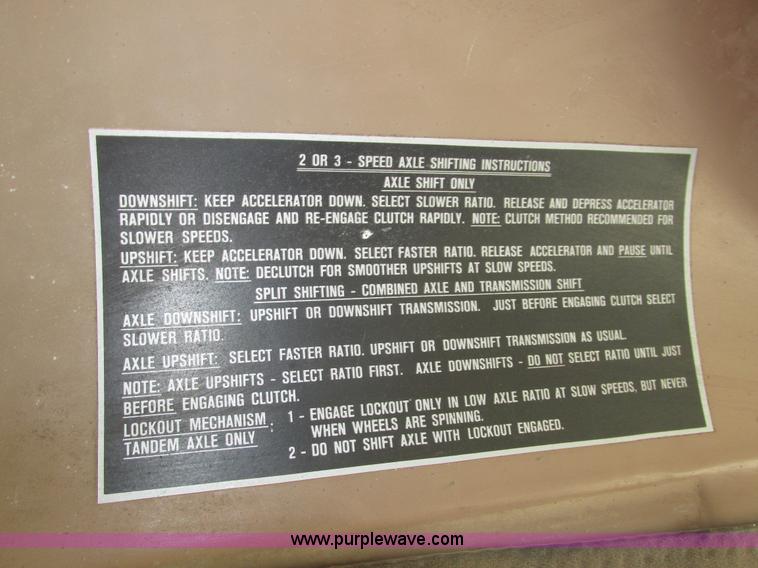 2 OR 3 - SPEED AXLE SHIFTING INSTRUCTIONS
AXLE SHIFT ONLY
DOWNSHIFT: KEEP ACCELERATOR DOWN. SELECT SLOWER RATIO. RELEASE AND DEPRESS ACCELERATOR
RAPIDLY OR DISENGAGE AND RE-ENGAGE CLUTCH RAPIDLY. NOTE: CLUTCH METHOD RECOMMENDED FOR
SLOWER SPEEDS.
UPSHIFT: KEEP ACCELERATOR DOWN. SELECT FASTER RATIO. RELEASE ACCELERATOR AND PAUSE UNTIL
AXLE SHIFTS. NOTE: DECLUTCH FOR SMOOTHER UPSHIFTS AT SLOW SPEEDS.
SPLIT SHIFTING - COMBINED AXLE AND TRANSMISSION SHIFT
AXLE DOWNSHIFT: UPSHIFT OR DOWNSHIFT TRANSMISSION. JUST BEFORE ENGAGING CLUTCH SELECT
SLOWER RATIO.
AXLE UPSHIFT: SELECT FASTER RATIO. UPSHIFT OR DOWNSHIFT TRANSMISSION AS USUAL.
NOTE: AXLE UPSHIFTS - SELECT RATIO FIRST. AXLE DOWNSHIFTS - DO NOT SELECT RATIO UNTIL JUST
BEFORE ENGAGING CLUTCH.
LOCKOUT MECHANISM : 1 - ENGAGE LOCKOUT ONLY IN LOW AXLE RATIO AT SLOW SPEEDS, BUT NEVER
TANDEM AXLE ONLY WHEN WHEELS ARE SPINNING.
2 - DO NOT SHIFT AXLE WITH LOCKOUT ENGAGED.
www.purplewave.com